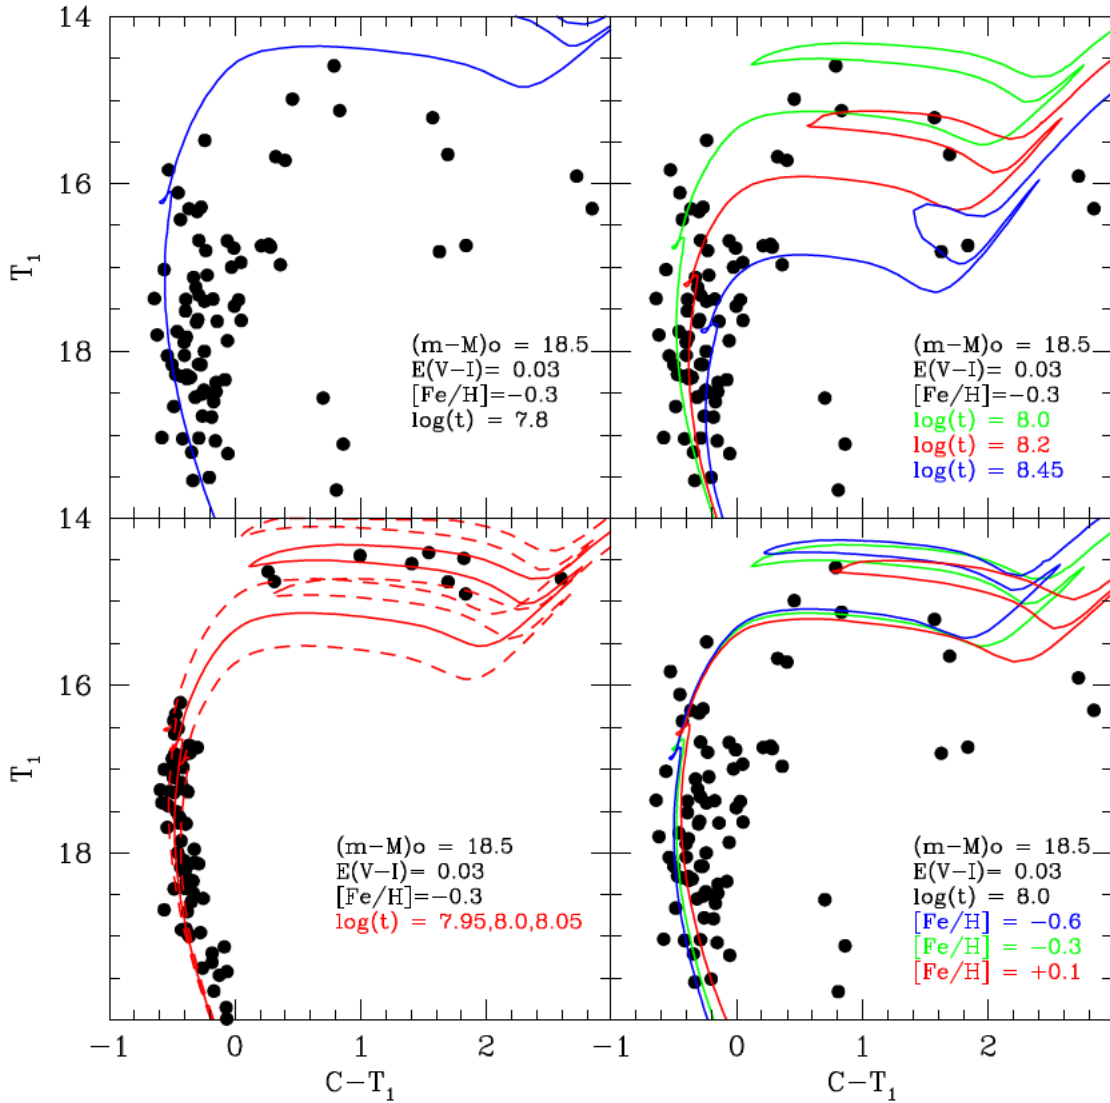 14
16
18
T1
(m−M)o = 18.5
E(V−I)= 0.03
[Fe/H]=−0.3
log(t) = 7.8
(m−M)o = 18.5
E(V−I)= 0.03
[Fe/H]=−0.3
log(t) = 8.0
log(t) = 8.2
log(t) = 8.45
14
16
18
T1
(m−M)o = 18.5
E(V−I)= 0.03
[Fe/H]=−0.3
log(t) = 7.95,8.0,8.05
(m−M)o = 18.5
E(V−I)= 0.03
log(t) = 8.0
[Fe/H] = −0.6
[Fe/H] = −0.3
[Fe/H] = +0.1
−1 0 1 2 −1 0 1 2
C−T1 C−T1